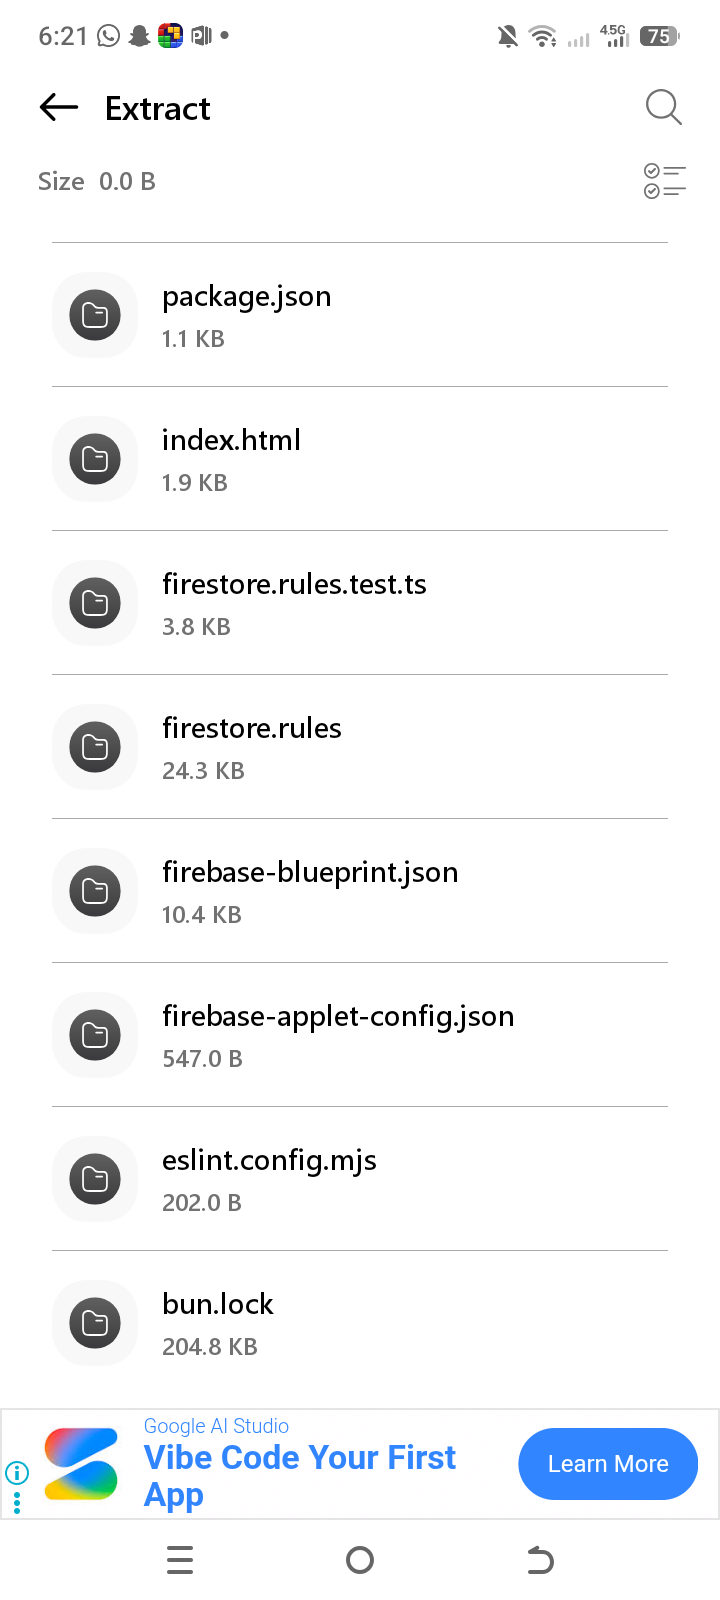 6:21
4.5G
75
Extract
Size 0.0 B
package.json
1.1 KB
index.html
1.9 KB
firestore.rules.test.ts
3.8 KB
firestore.rules
24.3 KB
firebase-blueprint.json
10.4 KB
firebase-applet-config.json
547.0 B
eslint.config.mjs
202.0 B
bun.lock
204.8 KB
Google AI Studio
Vibe Code Your First
App
Learn More